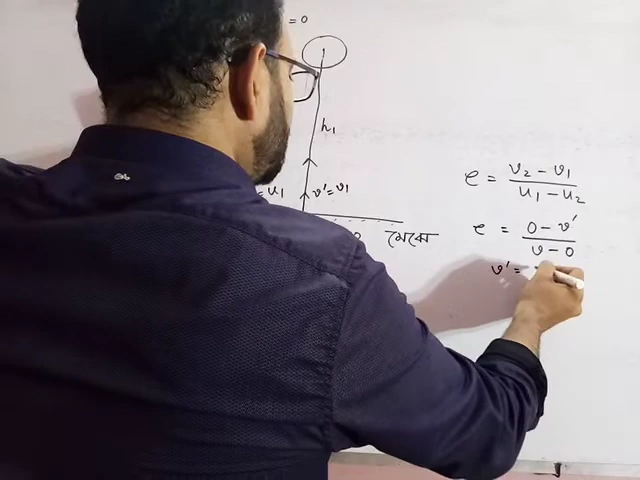 = 0
h₁
= u₁ v' = v₁
মেঝে
e = (v₂ - v₁) / (u₁ - u₂)
e = (0 - v') / (v - 0)
v' = -